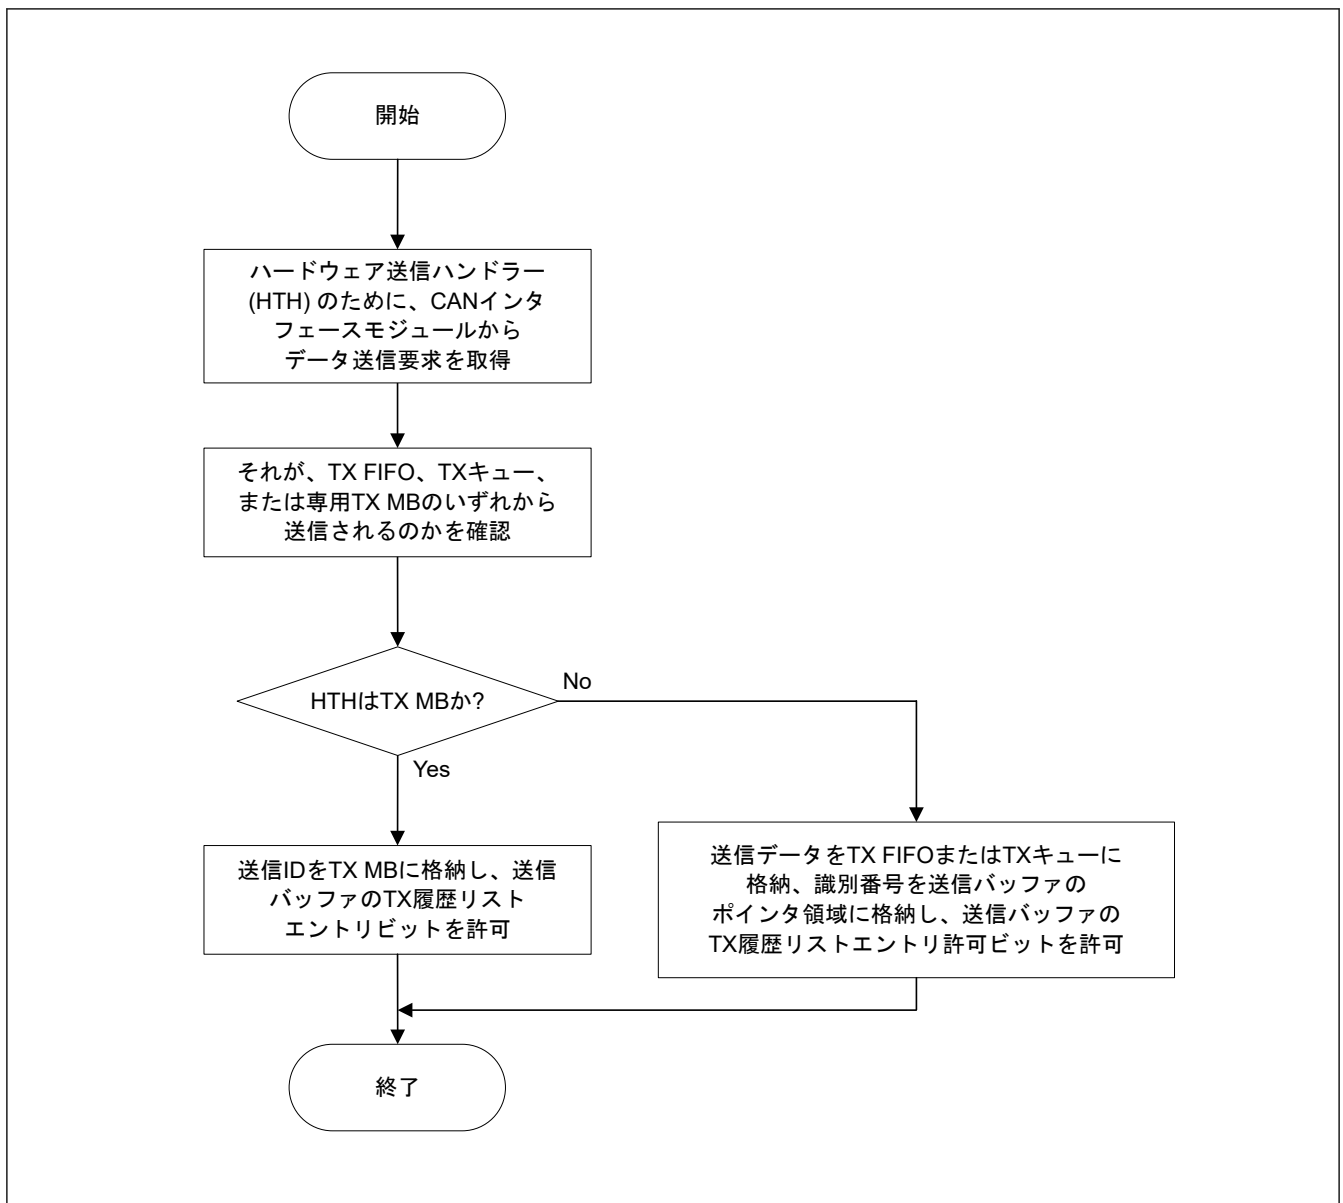 開始
ハードウェア送信ハンドラー
(HTH) のために、CANインタ
フェースモジュールから
データ送信要求を取得
それが、TX FIFO、TXキュー、
または専用TX MBのいずれから
送信されるのかを確認
HTHはTX MBか?
No
Yes
送信IDをTX MBに格納し、送信
バッファのTX履歴リスト
エントリビットを許可
送信データをTX FIFOまたはTXキューに
格納、識別番号を送信バッファの
ポインタ領域に格納し、送信バッファの
TX履歴リストエントリ許可ビットを許可
終了